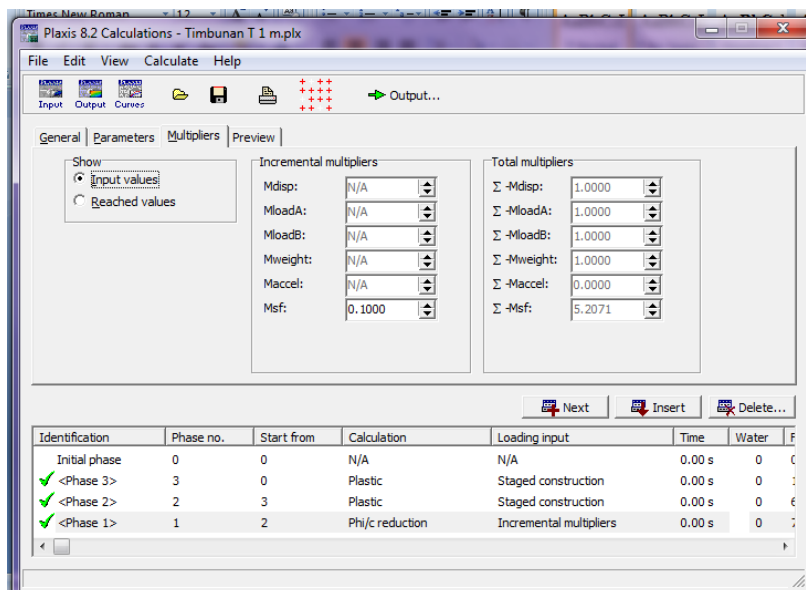 Times New Roman 12
Plaxis 8.2 Calculations - Timbunan T 1 m.plx
File Edit View Calculate Help
Input Output Curves Output...
General Parameters Multipliers Preview
Show
Input values
Reached values
Incremental multipliers
Mdisp: N/A
MloadA: N/A
MloadB: N/A
Mweight: N/A
Maccel: N/A
Msf: 0.1000
Total multipliers
Σ -Mdisp: 1.0000
Σ -MloadA: 1.0000
Σ -MloadB: 1.0000
Σ -Mweight: 1.0000
Σ -Maccel: 0.0000
Σ -Msf: 5.2071
Next Insert Delete...
Identification Phase no. Start from Calculation Loading input Time Water F
Initial phase 0 0 N/A N/A 0.00 s 0 0
<Phase 3> 3 0 Plastic Staged construction 0.00 s 0
<Phase 2> 2 3 Plastic Staged construction 0.00 s 0
<Phase 1> 1 2 Phi/c reduction Incremental multipliers 0.00 s 0